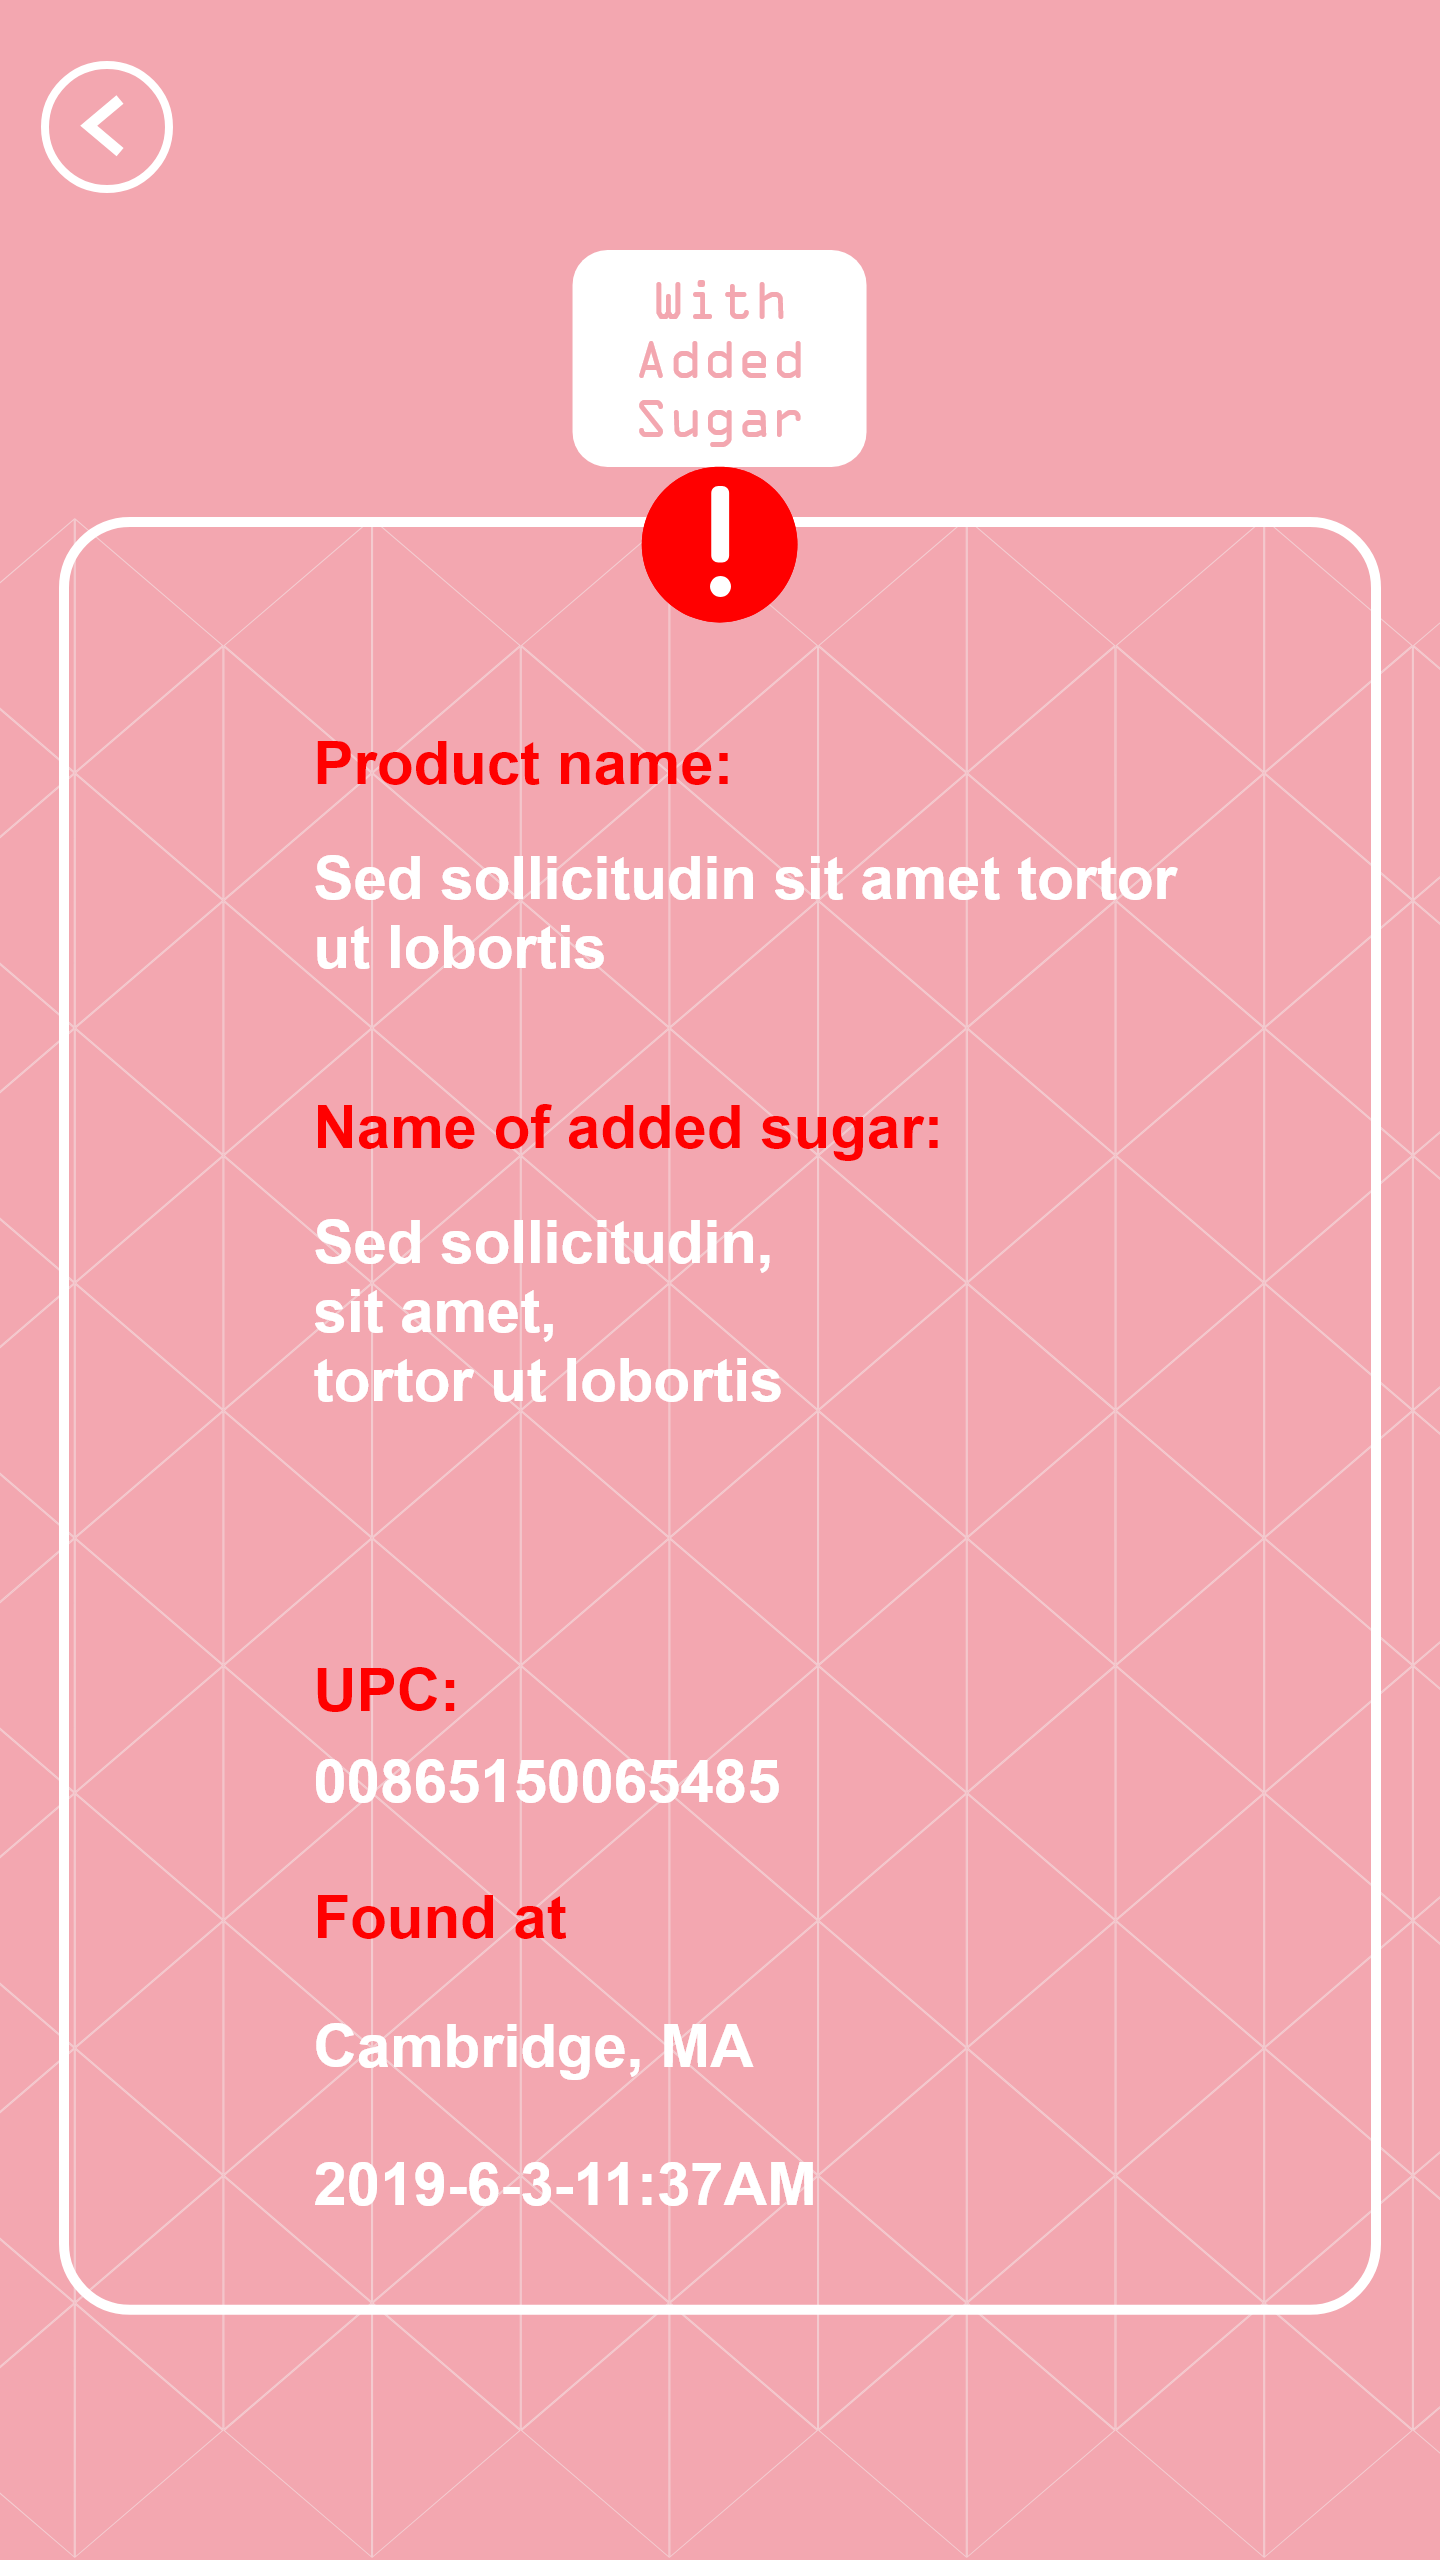 With
Added
Sugar
Product name:
Sed sollicitudin sit amet tortor
ut lobortis
Name of added sugar:
Sed sollicitudin,
sit amet,
tortor ut lobortis
UPC:
00865150065485
Found at
Cambridge, MA
2019-6-3-11:37AM